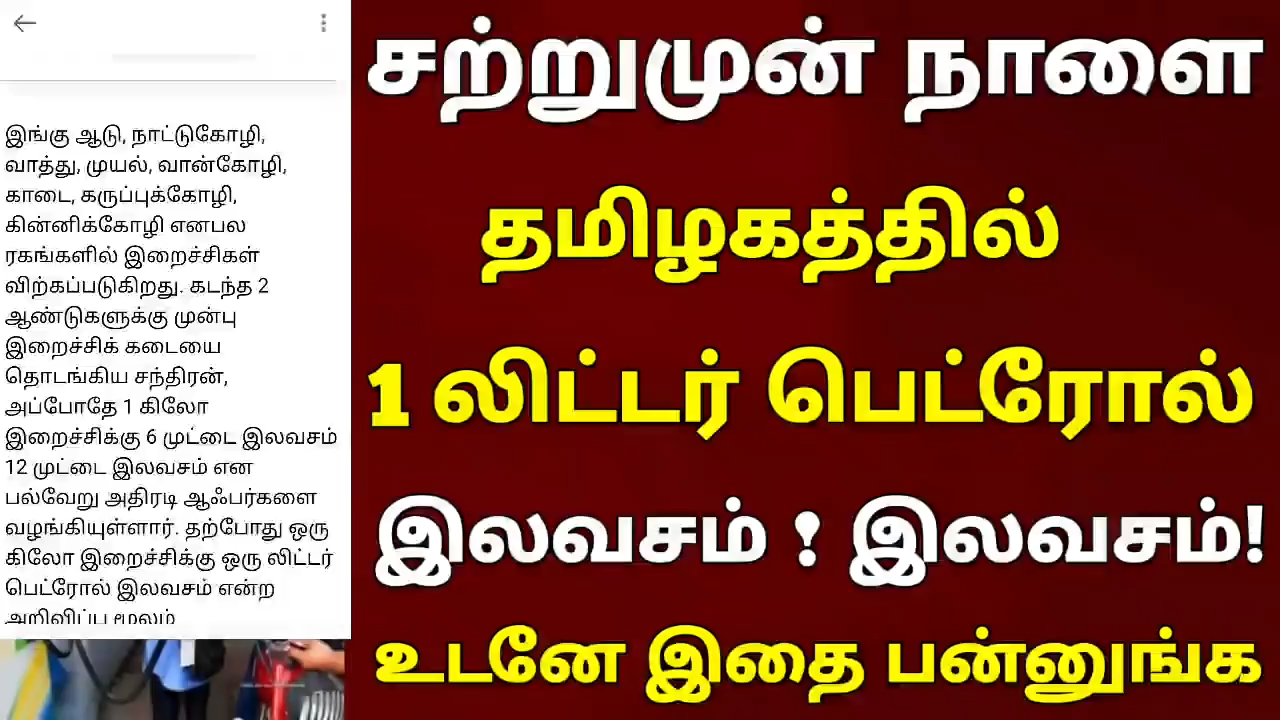 இங்கு ஆடு, நாட்டுகோழி,
வாத்து, முயல், வான்கோழி,
காடை, கருப்புக்கோழி,
கின்னிக்கோழி எனபல
ரகங்களில் இறைச்சிகள்
விற்கப்படுகிறது. கடந்த 2
ஆண்டுகளுக்கு முன்பு
இறைச்சிக் கடையை
தொடங்கிய சந்திரன்,
அப்போதே 1 கிலோ
இறைச்சிக்கு 6 முட்டை இலவசம்
12 முட்டை இலவசம் என
பல்வேறு அதிரடி ஆஃபர்களை
வழங்கியுள்ளார். தற்போது ஒரு
கிலோ இறைச்சிக்கு ஒரு லிட்டர்
பெட்ரோல் இலவசம் என்ற
அறிவிப்பு மூலம்
சற்றுமுன் நாளை
தமிழகத்தில்
1 லிட்டர் பெட்ரோல்
இலவசம் ! இலவசம்!
உடனே இதை பன்னுங்க